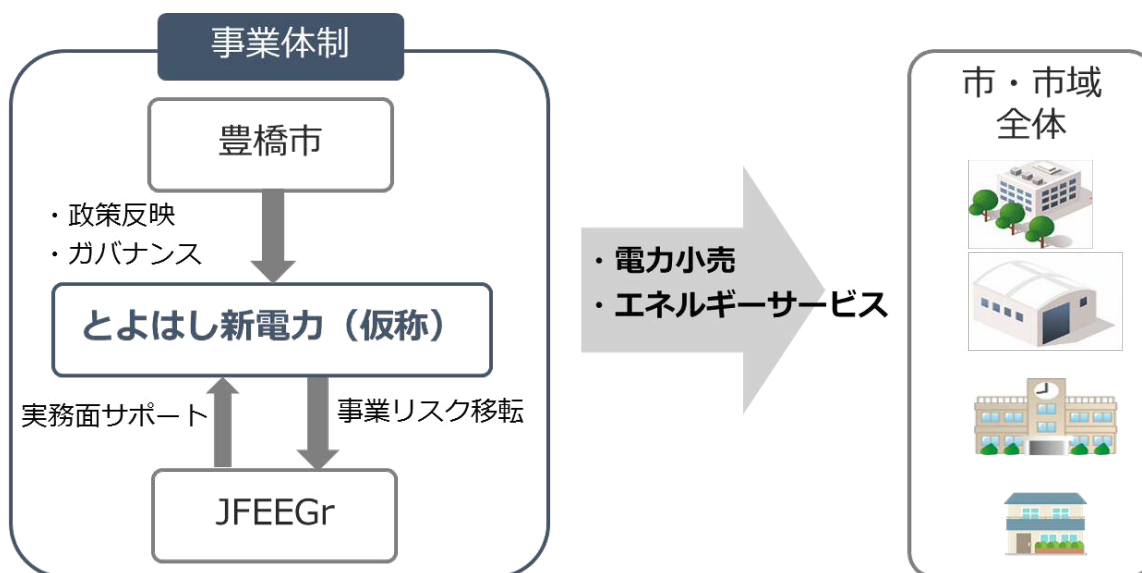 事業体制
豊橋市
・政策反映
・ガバナンス
とよはし新電力（仮称）
実務面サポート
事業リスク移転
JFEEGr
・電力小売
・エネルギーサービス
市・市域
全体